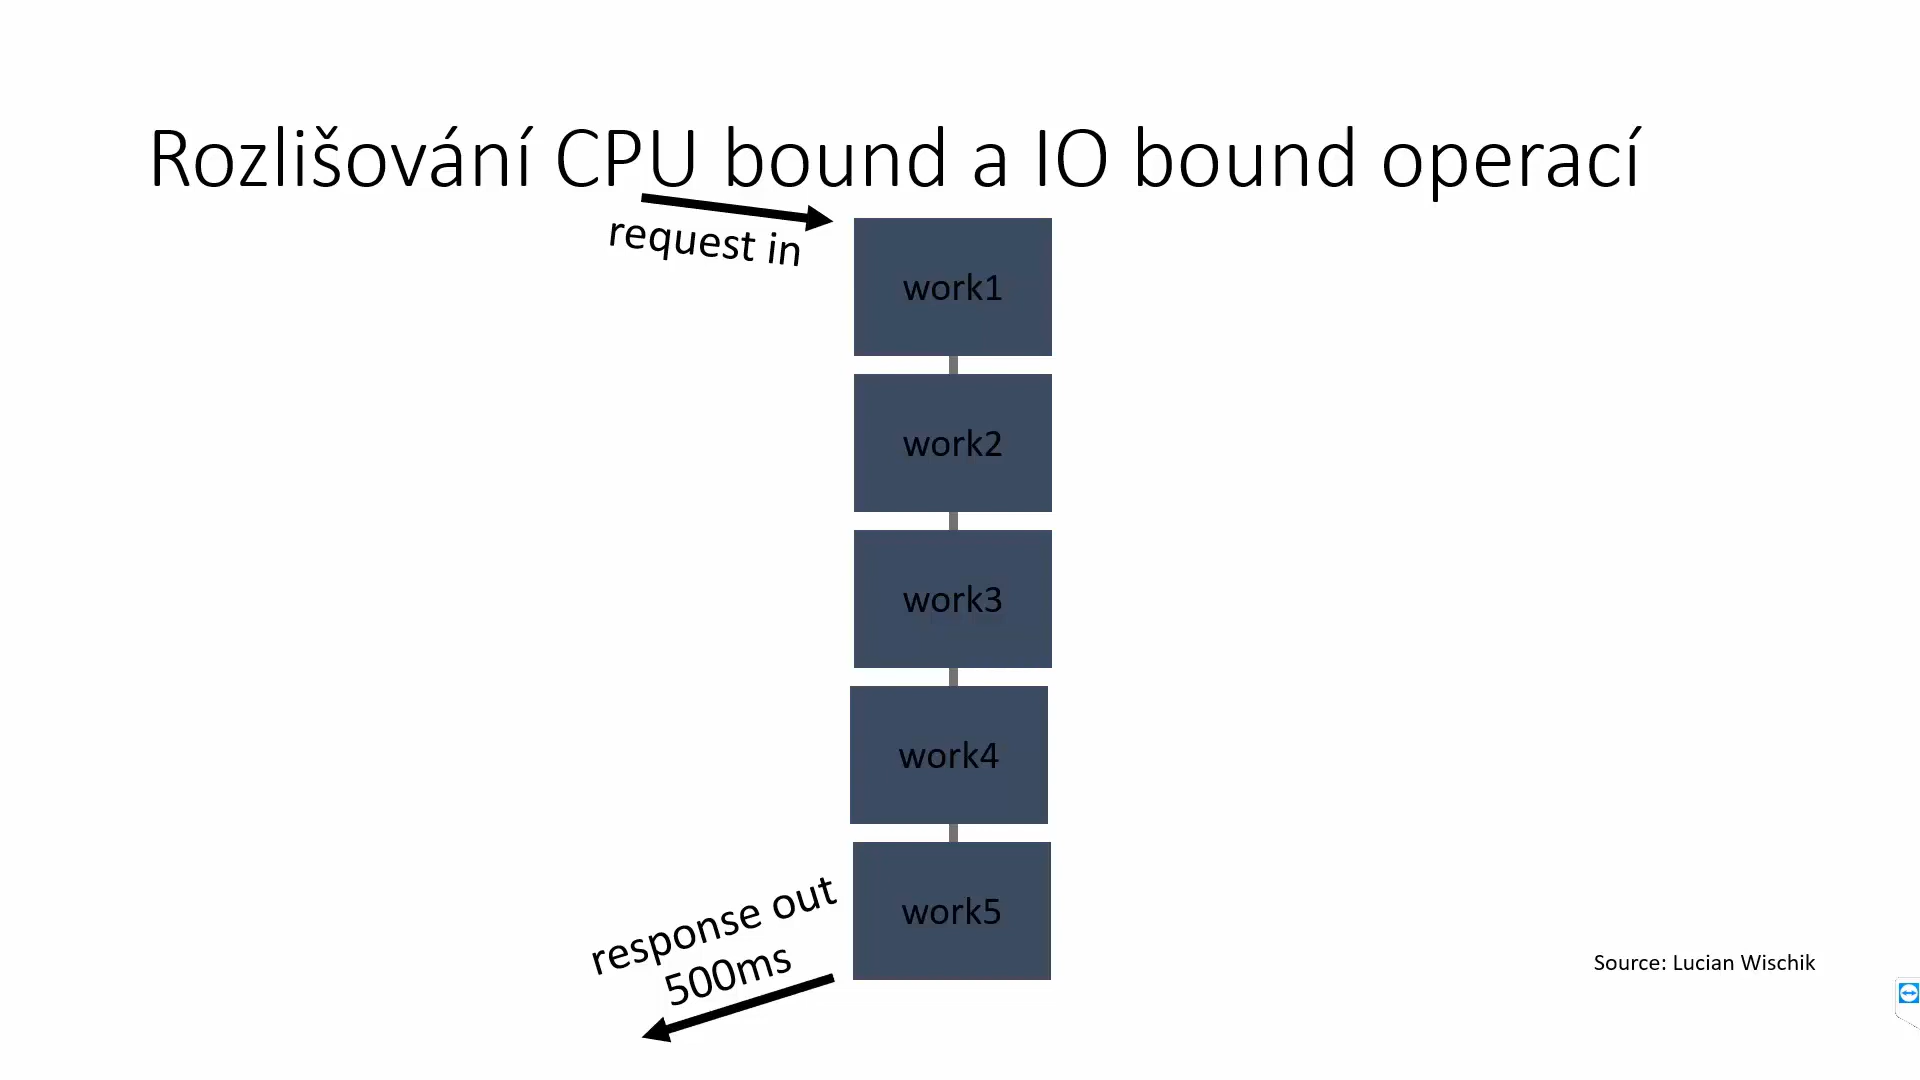 Rozlišování CPU bound a IO bound operací
request in
work1
work2
work3
work4
work5
response out
500ms
Source: Lucian Wischik